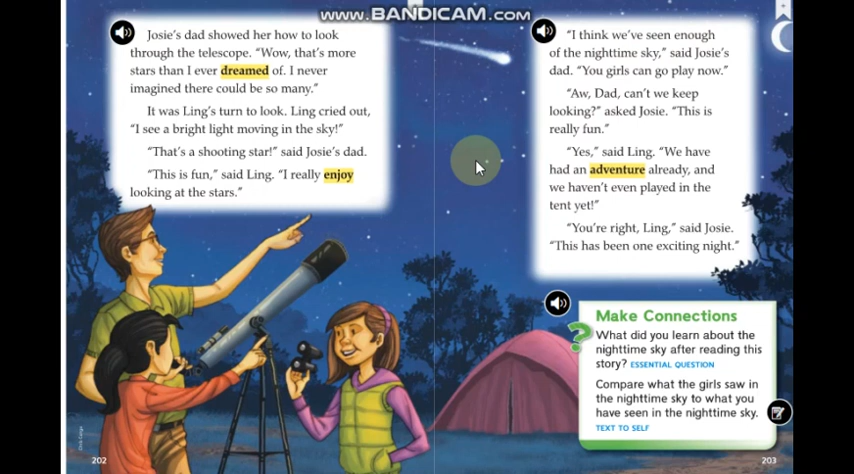 www.BANDICAM.com
Josie's dad showed her how to look
through the telescope. "Wow, that's more
stars than I ever dreamed of. I never
imagined there could be so many."
It was Ling's turn to look. Ling cried out,
"I see a bright light moving in the sky!"
"That's a shooting star!" said Josie's dad.
"This is fun," said Ling. "I really enjoy
looking at the stars."
202
"I think we've seen enough
of the nighttime sky," said Josie's
dad. "You girls can go play now."
"Aw, Dad, can't we keep
looking?" asked Josie. "This is
really fun."
"Yes," said Ling. "We have
had an adventure already, and
we haven't even played in the
tent yet!"
"You're right, Ling," said Josie.
"This has been one exciting night."
Make Connections
?
What did you learn about the
nighttime sky after reading this
story? ESSENTIAL QUESTION
Compare what the girls saw in
the nighttime sky to what you
have seen in the nighttime sky.
TEXT TO SELF
203